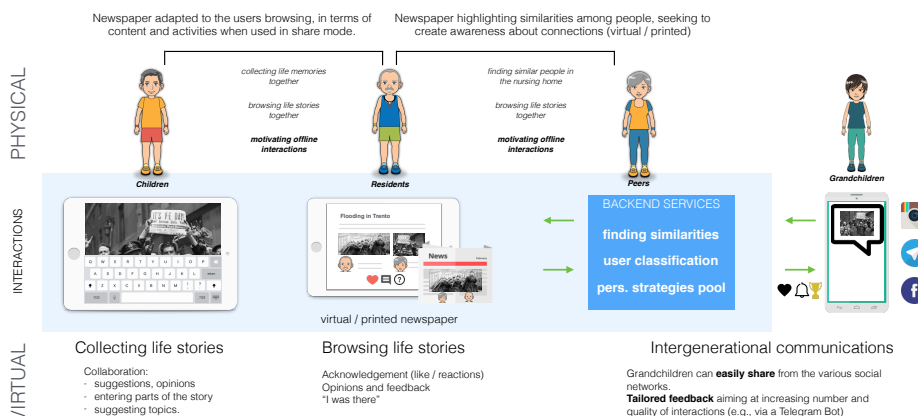 Newspaper adapted to the users browsing, in terms of
content and activities when used in share mode.
Newspaper highlighting similarities among people, seeking to
create awareness about connections (virtual / printed)
PHYSICAL
collecting life memories
together
browsing life stories
together
motivating offline
interactions
finding similar people in
the nursing home
browsing life stories
together
motivating offline
interactions
Children
Residents
Peers
Grandchildren
INTERACTIONS
Flooding in Trento
News
BACKEND SERVICES
finding similarities
user classification
pers. strategies pool
virtual / printed newspaper
VIRTUAL
Collecting life stories
Collaboration:
- suggestions, opinions
- entering parts of the story
- suggesting topics.
Browsing life stories
Acknowledgement (like / reactions)
Opinions and feedback
"I was there"
Intergenerational communications
Grandchildren can easily share from the various social
networks.
Tailored feedback aiming at increasing number and
quality of interactions (e.g., via a Telegram Bot)